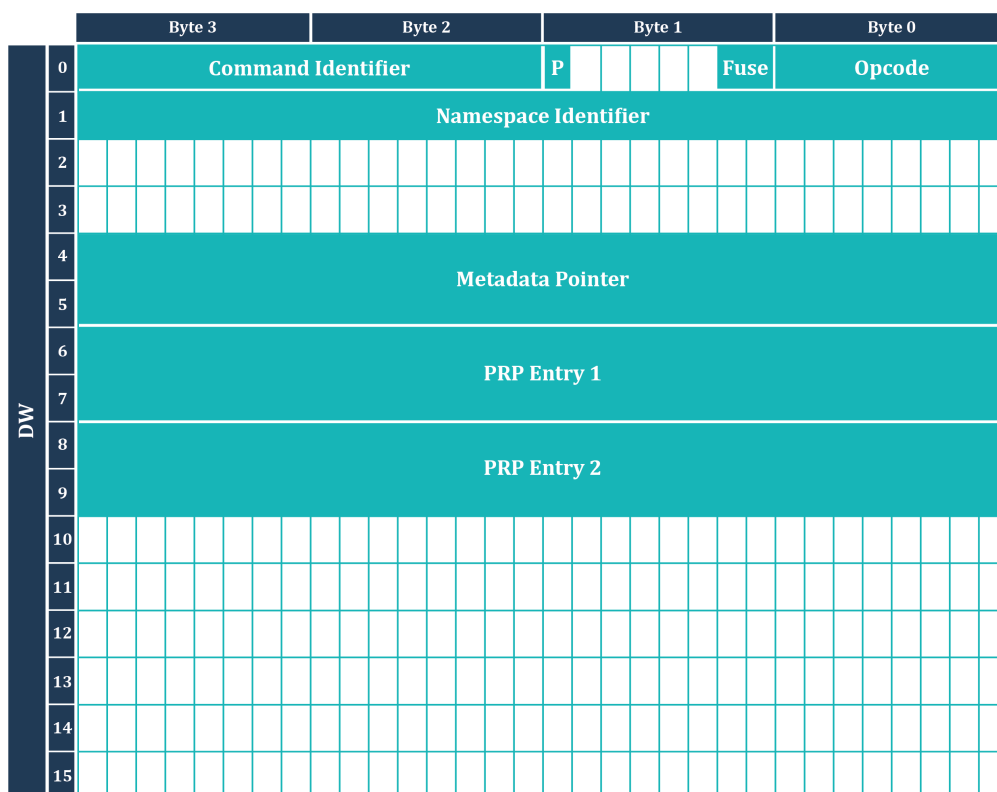 Byte 3 Byte 2 Byte 1 Byte 0
DW
0 Command Identifier P Fuse Opcode
1 Namespace Identifier
2
3
4
Metadata Pointer
5
6
PRP Entry 1
7
8
PRP Entry 2
9
10
11
12
13
14
15